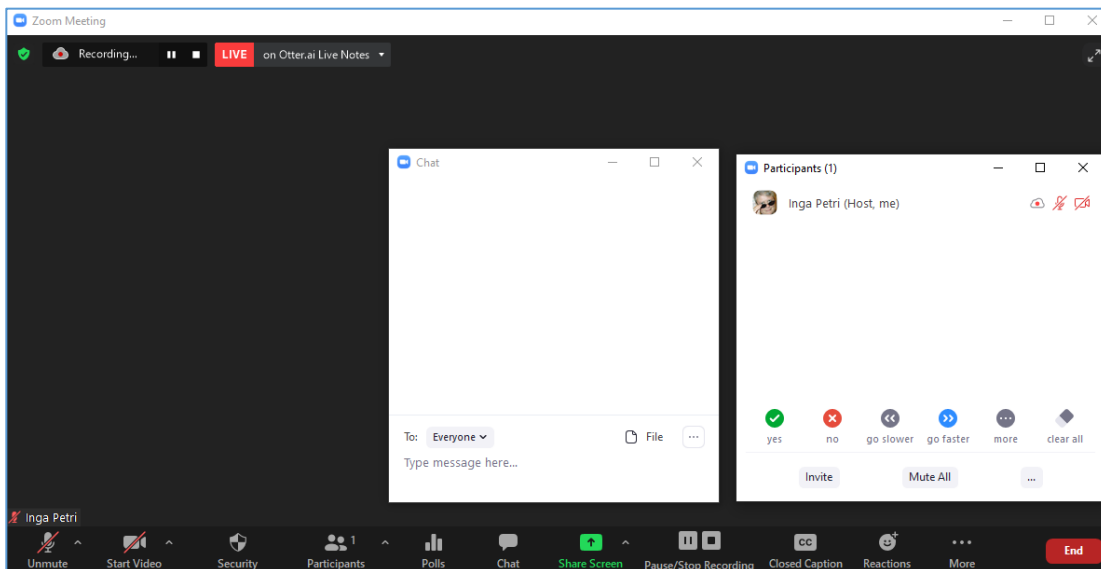 Zoom Meeting
Recording... LIVE on Otter.ai Live Notes
Chat
Participants (1)
Inga Petri (Host, me)
yes no go slower go faster more clear all
To: Everyone File ...
Type message here...
Invite Mute All ...
Inga Petri
1
CC
Unmute Start Video Security Participants Polls Chat Share Screen Pause/Stop Recording Closed Caption Reactions More End